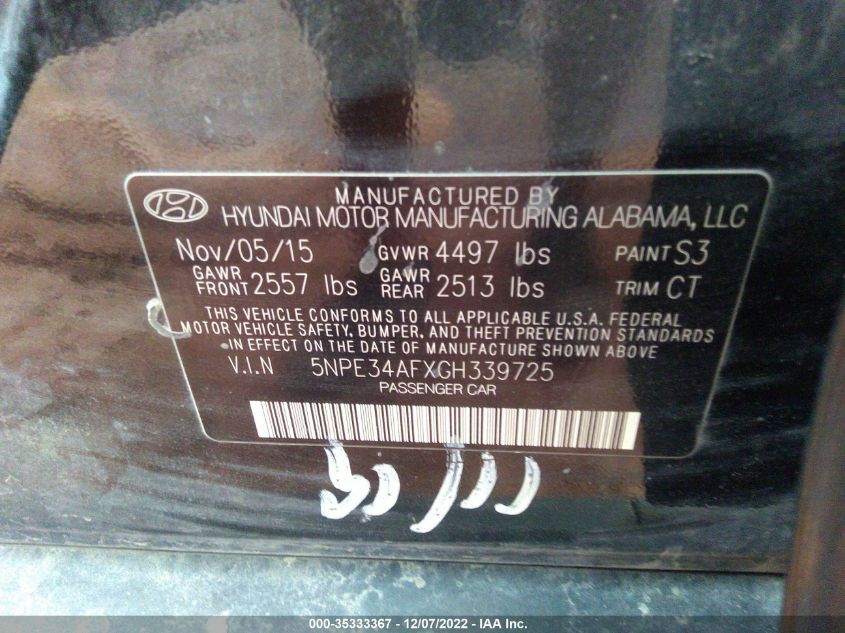 MANUFACTURED BY
HYUNDAI MOTOR MANUFACTURING ALABAMA, LLC
Nov/05/15 GVWR 4497 lbs PAINT S3
GAWR FRONT 2557 lbs GAWR REAR 2513 lbs TRIM CT
THIS VEHICLE CONFORMS TO ALL APPLICABLE U.S.A. FEDERAL
MOTOR VEHICLE SAFETY, BUMPER, AND THEFT PREVENTION STANDARDS
IN EFFECT ON THE DATE OF MANUFACTURE SHOWN ABOVE
V.I.N 5NPE34AFXGH339725
PASSENGER CAR
000-35333367 - 12/07/2022 - IAA Inc.